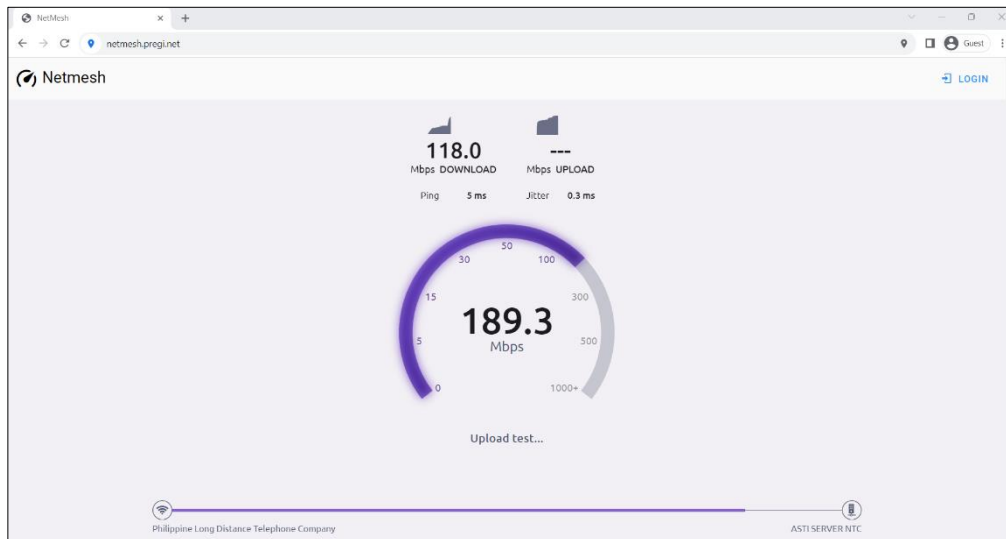 NetMesh
netmesh.pregi.net
Guest
Netmesh
LOGIN
118.0
Mbps DOWNLOAD
---
Mbps UPLOAD
Ping 5 ms
Jitter 0.3 ms
50
30
100
15
300
189.3
Mbps
5
500
0
1000+
Upload test...
Philippine Long Distance Telephone Company
ASTI SERVER NTC